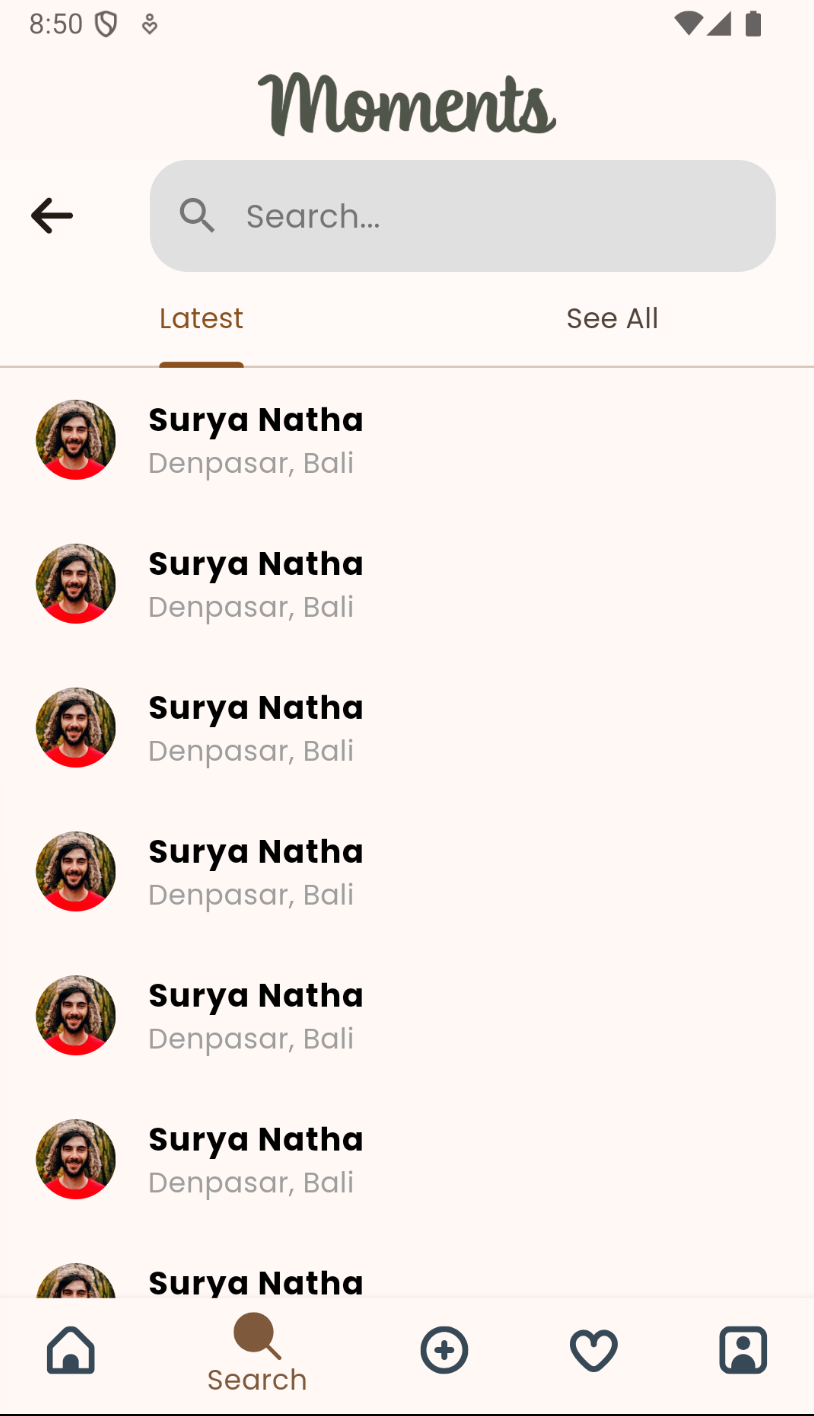 8:50
Moments
Search...
Latest
See All
Surya Natha
Denpasar, Bali
Surya Natha
Denpasar, Bali
Surya Natha
Denpasar, Bali
Surya Natha
Denpasar, Bali
Surya Natha
Denpasar, Bali
Surya Natha
Denpasar, Bali
Surya Natha
Search